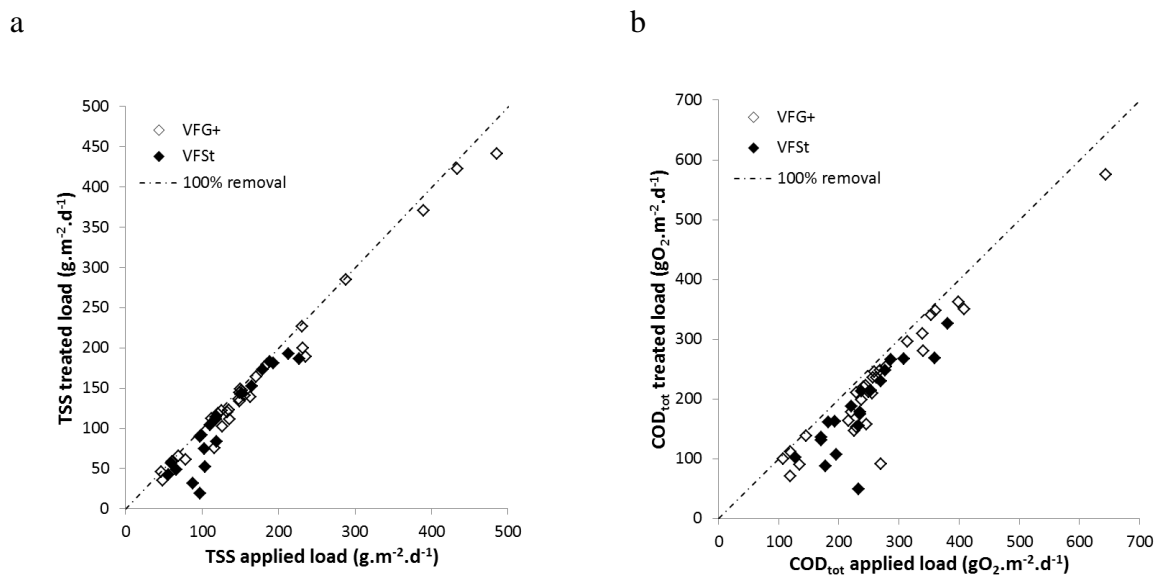 a
b
TSS treated load (g.m-2.d-1)
500
450
400
350
300
250
200
150
100
50
0
VFG+
VFSt
100% removal
0 100 200 300 400 500
TSS applied load (g.m-2.d-1)
CODtot treated load (gO2.m-2.d-1)
700
600
500
400
300
200
100
0
VFG+
VFSt
100% removal
0 100 200 300 400 500 600 700
CODtot applied load (gO2.m-2.d-1)